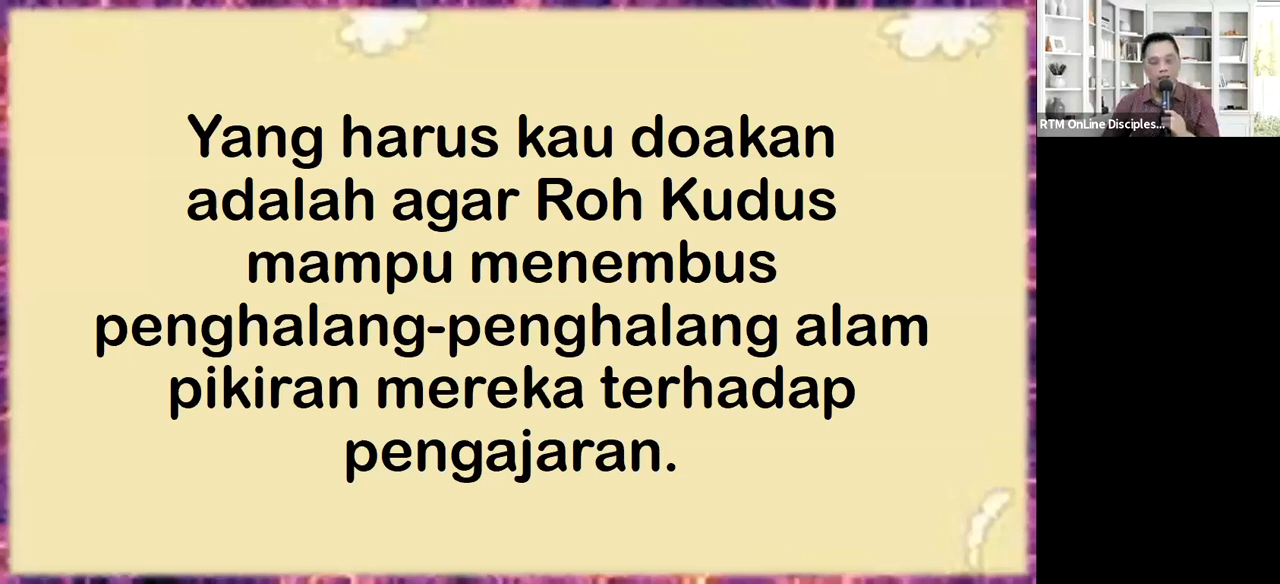 Yang harus kau doakan
adalah agar Roh Kudus
mampu menembus
penghalang-penghalang alam
pikiran mereka terhadap
pengajaran.
RTM OnLine Disciples...